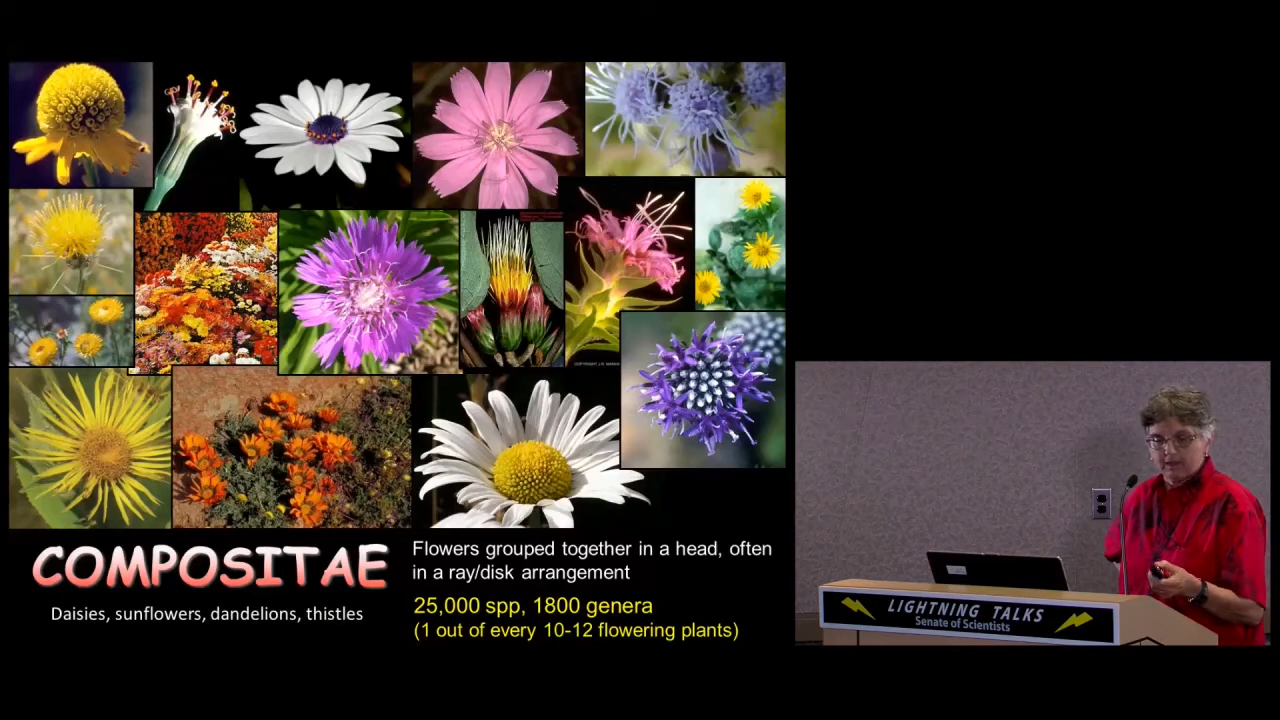 COMPOSITAE
Daisies, sunflowers, dandelions, thistles
Flowers grouped together in a head, often
in a ray/disk arrangement
25,000 spp, 1800 genera
(1 out of every 10-12 flowering plants)
LIGHTNING TALKS
Senate of Scientists